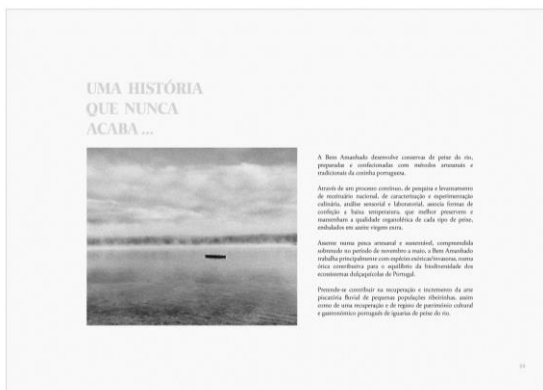 UMA HISTÓRIA
QUE NUNCA
ACABA ...
A Bem Amanhado desenvolve conservas de peixe do rio,
preparadas e confecionadas com métodos artesanais e
tradicionais da cozinha portuguesa.
Através de um processo contínuo, de pesquisa e levantamento
de receituário nacional, de caracterização e experimentação
culinária, análise sensorial e laboratorial, associa formas de
confeção a baixa temperatura, que melhor preservem e
mantenham a qualidade organolética de cada tipo de peixe,
embalados em azeite virgem extra.
Assente numa pesca artesanal e sustentável, compreendida
sobretudo no período de novembro a maio, a Bem Amanhado
trabalha principalmente com espécies exóticas/invasoras, numa
ótica contributiva para o equilíbrio da biodiversidade dos
ecossistemas dulçaquícolas de Portugal.
Pretende-se contribuir na recuperação e incremento da arte
piscatória fluvial de pequenas populações ribeirinhas, assim
como de uma recuperação e de registo de património cultural
e gastronómico português de iguarias de peixe do rio.